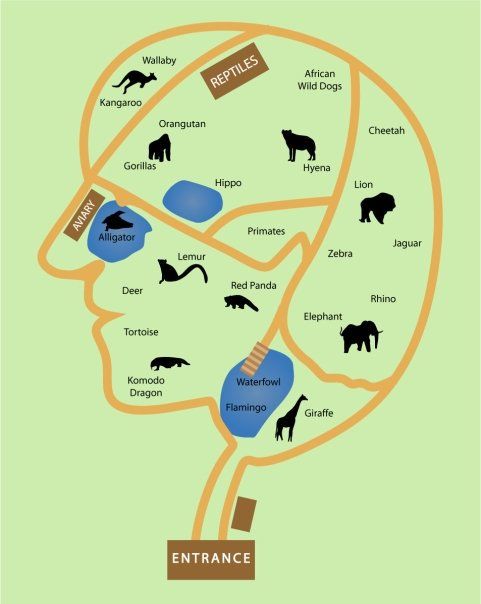 Wallaby
Kangaroo
REPTILES
African
Wild Dogs
Orangutan
Gorillas
Hyena
Cheetah
Hippo
Lion
AVIARY
Alligator
Primates
Jaguar
Zebra
Lemur
Deer
Red Panda
Rhino
Elephant
Tortoise
Komodo
Dragon
Waterfowl
Flamingo
Giraffe
ENTRANCE